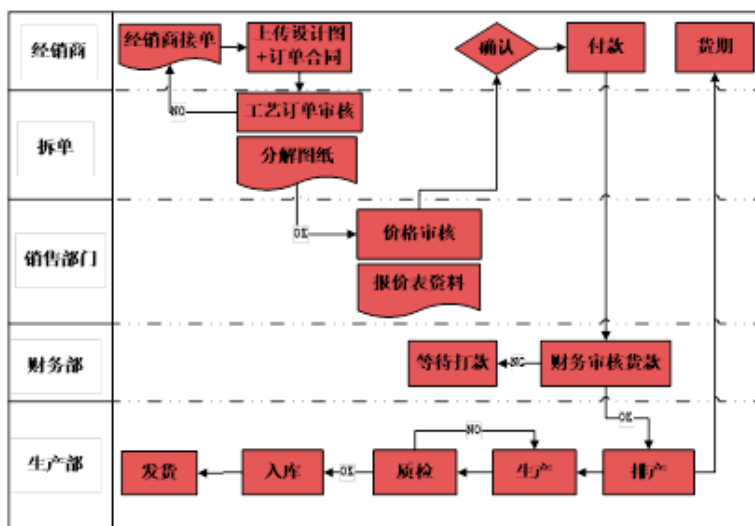 经销商
经销商接单
上传设计图
+订单合同
确认
付款
货期
NO
工艺订单审核
拆单
分解图纸
OK
价格审核
销售部门
报价表资料
财务部
等待打款
NO
财务审核货款
OK
NO
生产部
发货
入库
OK
质检
生产
排产